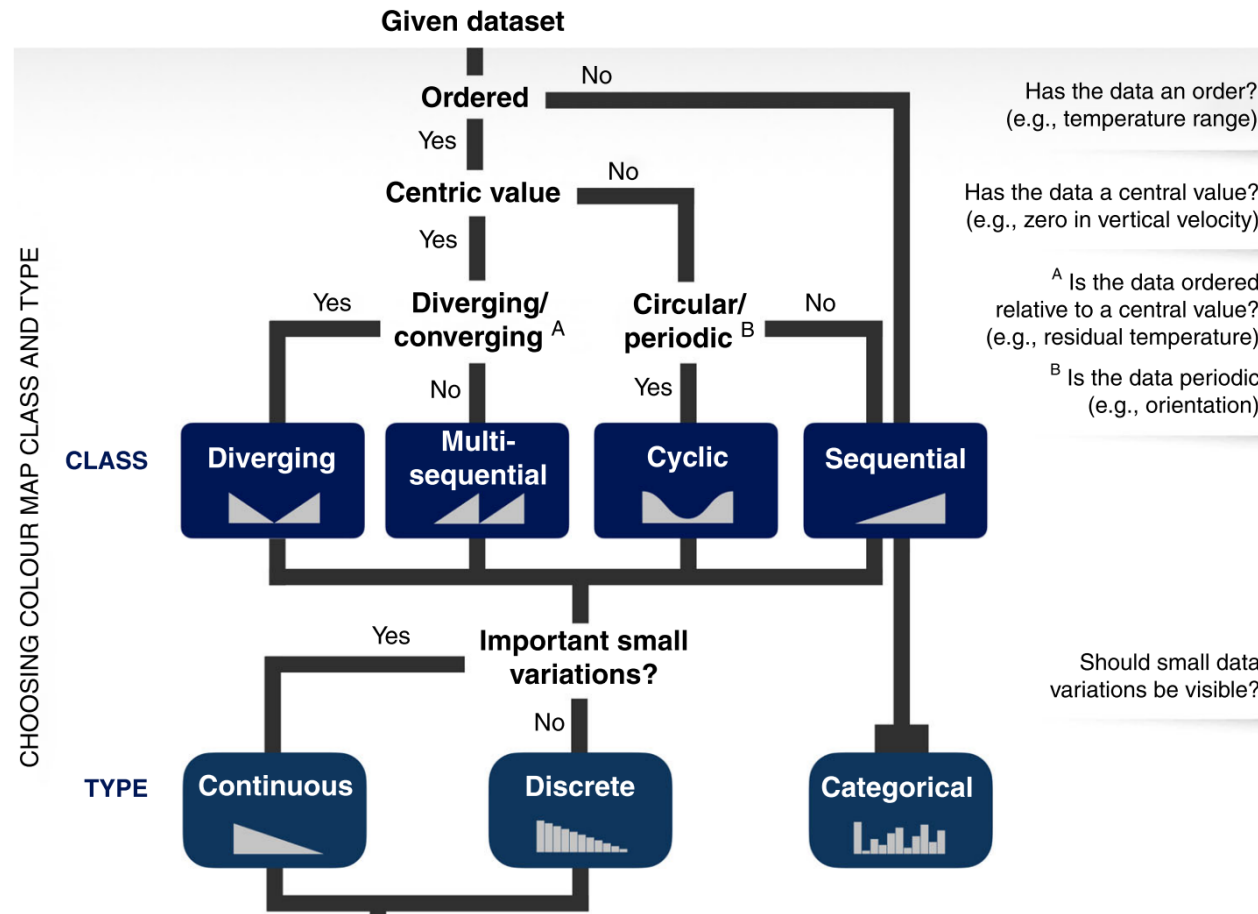 Given dataset
No
Ordered
Has the data an order?
(e.g., temperature range)
Yes
No
Centric value
Has the data a central value?
(e.g., zero in vertical velocity)
Yes
Yes
Diverging/
converging A
Circular/
periodic B
No
A Is the data ordered
relative to a central value?
(e.g., residual temperature)
B Is the data periodic
(e.g., orientation)
No
Yes
CHOOSING COLOUR MAP CLASS AND TYPE
CLASS
Diverging
Multi-
sequential
Cyclic
Sequential
Yes
Important small
variations?
Should small data
variations be visible?
No
TYPE
Continuous
Discrete
Categorical